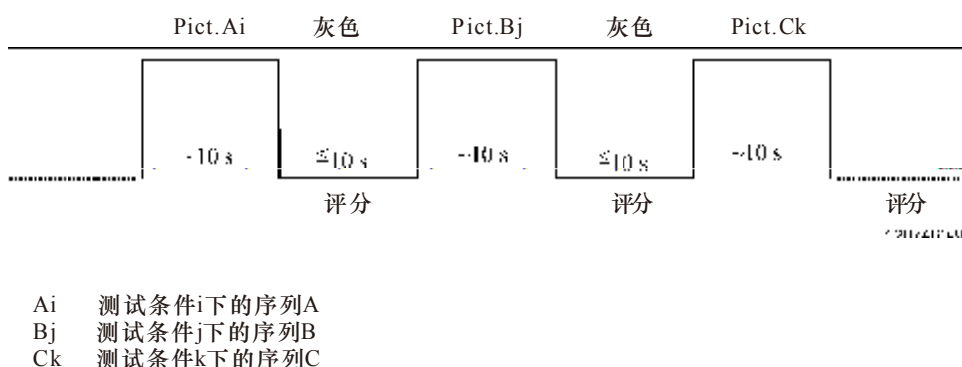 Pict.Ai 灰色 Pict.Bj 灰色 Pict.Ck
~10 s ≤10 s ~10 s ≤10 s ~10 s
评分 评分 评分
Ai 测试条件i下的序列A
Bj 测试条件j下的序列B
Ck 测试条件k下的序列C